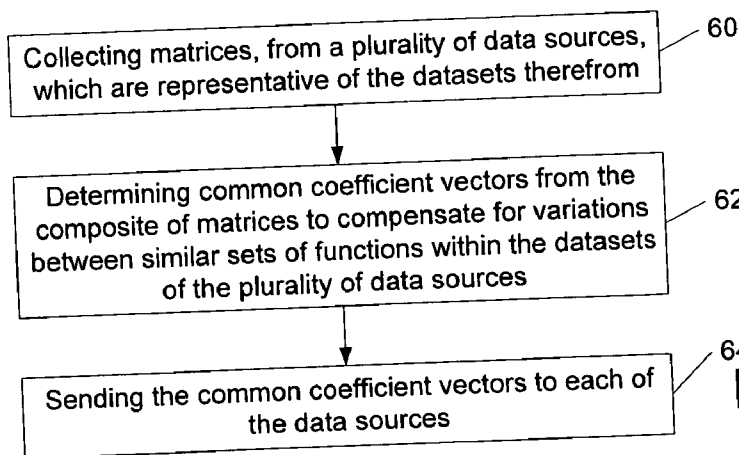 Collecting matrices, from a plurality of data sources,
which are representative of the datasets therefrom
60
Determining common coefficient vectors from the
composite of matrices to compensate for variations
between similar sets of functions within the datasets
of the plurality of data sources
62
Sending the common coefficient vectors to each of
the data sources
64